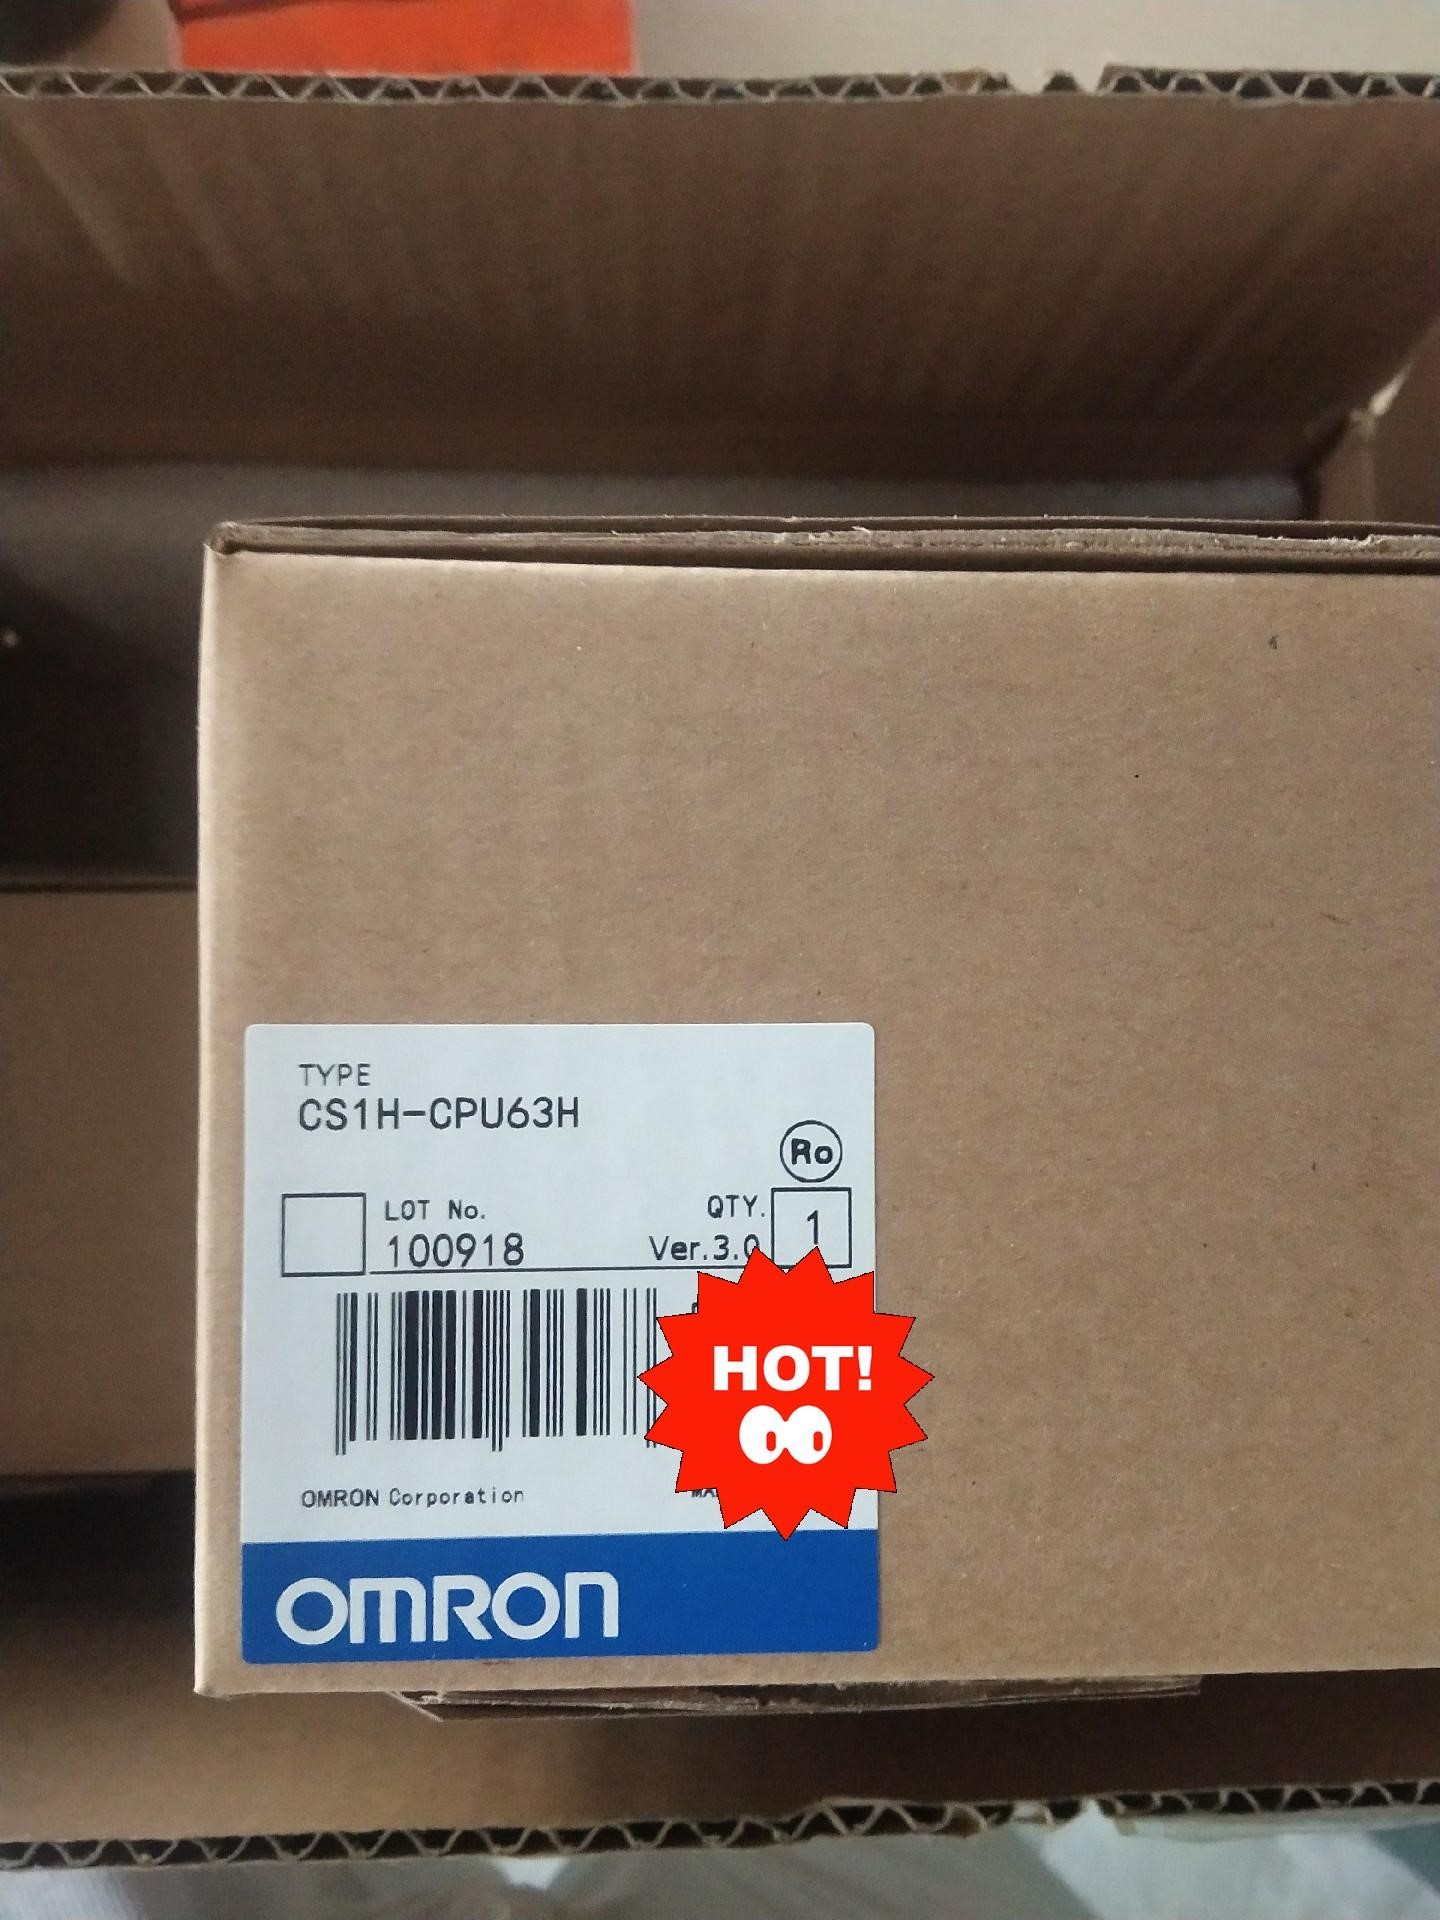 TYPE
CS1H-CPU63H
Ro
LOT No.
QTY.
1
100918
Ver.3.0
HOT!
OMRON Corporation
OMRON